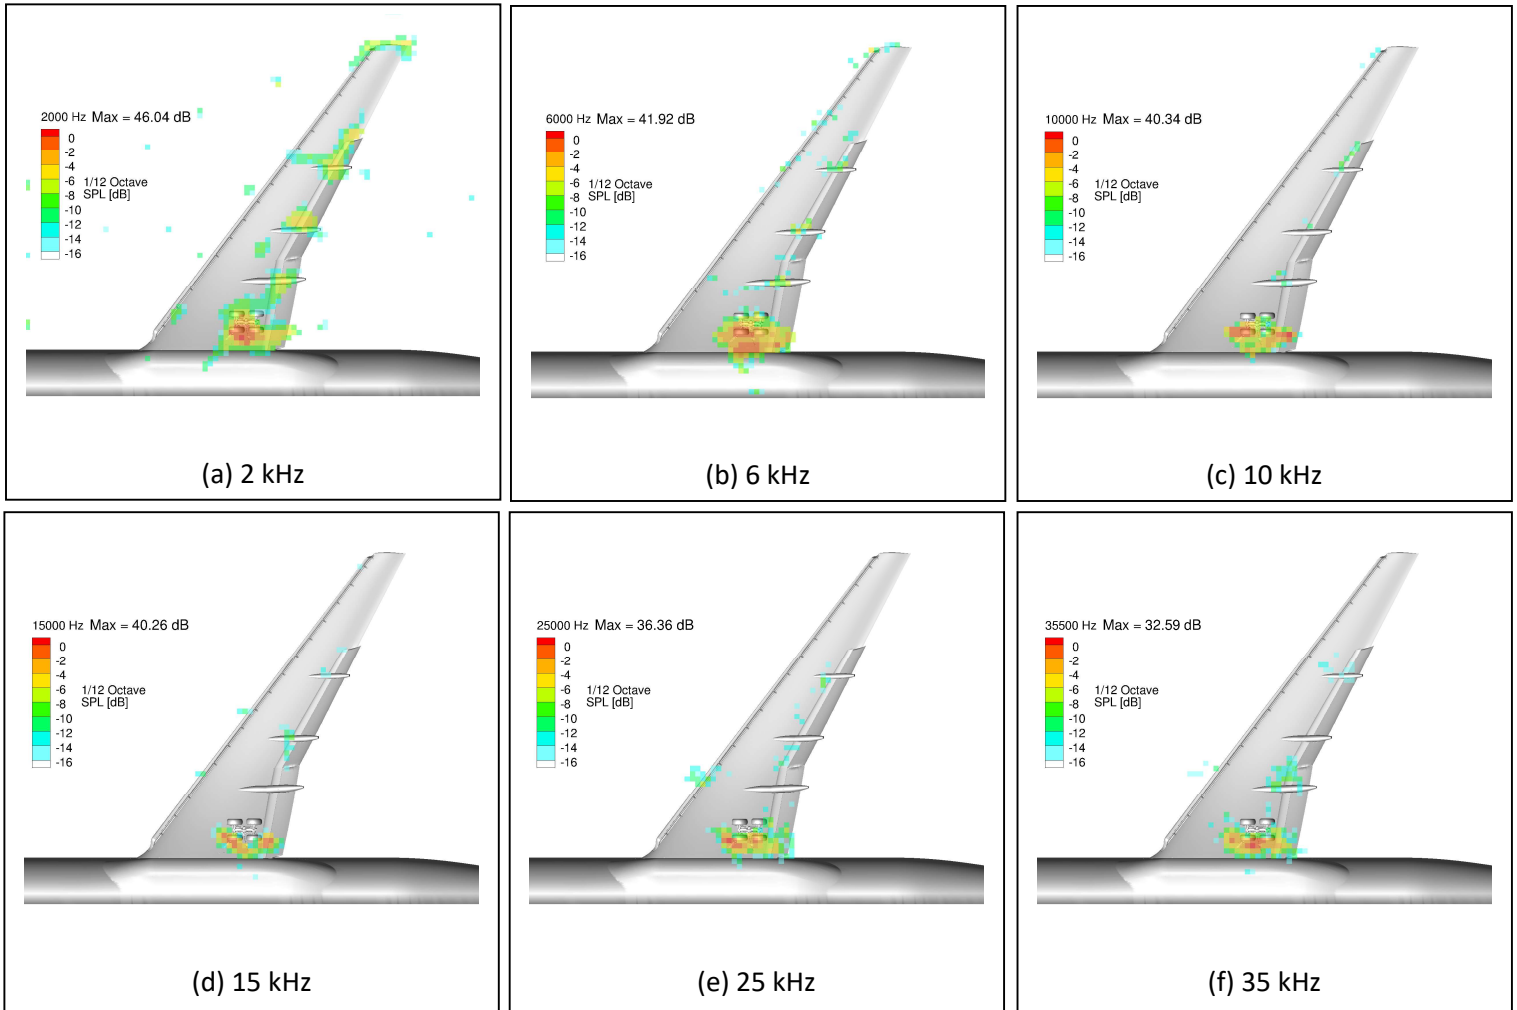 2000 Hz Max = 46.04 dB
0
-2
-4
-6
-8
-10
-12
-14
-16
1/12 Octave
SPL [dB]
(a) 2 kHz
6000 Hz Max = 41.92 dB
0
-2
-4
-6
-8
-10
-12
-14
-16
1/12 Octave
SPL [dB]
(b) 6 kHz
10000 Hz Max = 40.34 dB
0
-2
-4
-6
-8
-10
-12
-14
-16
1/12 Octave
SPL [dB]
(c) 10 kHz
15000 Hz Max = 40.26 dB
0
-2
-4
-6
-8
-10
-12
-14
-16
1/12 Octave
SPL [dB]
(d) 15 kHz
25000 Hz Max = 36.36 dB
0
-2
-4
-6
-8
-10
-12
-14
-16
1/12 Octave
SPL [dB]
(e) 25 kHz
35500 Hz Max = 32.59 dB
0
-2
-4
-6
-8
-10
-12
-14
-16
1/12 Octave
SPL [dB]
(f) 35 kHz